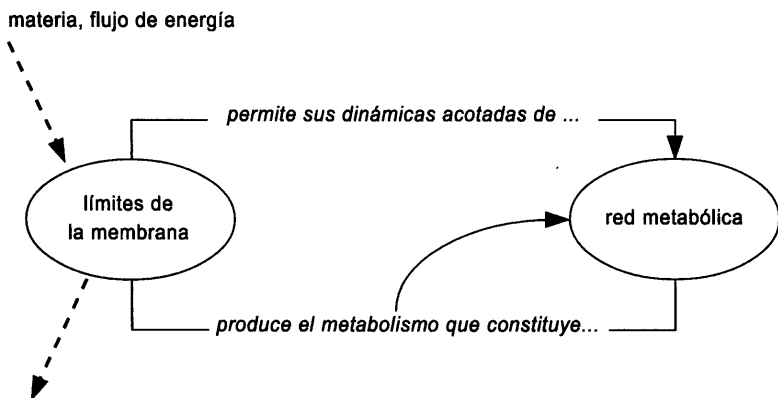 materia, flujo de energía
permite sus dinámicas acotadas de ...
límites de
la membrana
red metabólica
produce el metabolismo que constituye...